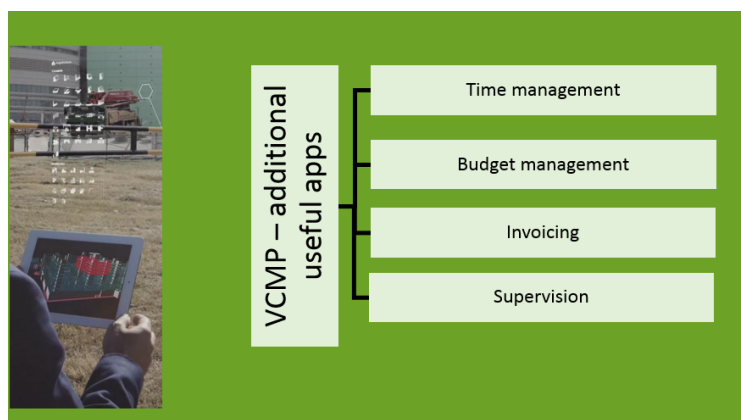 VCMP – additional
useful apps
Time management
Budget management
Invoicing
Supervision